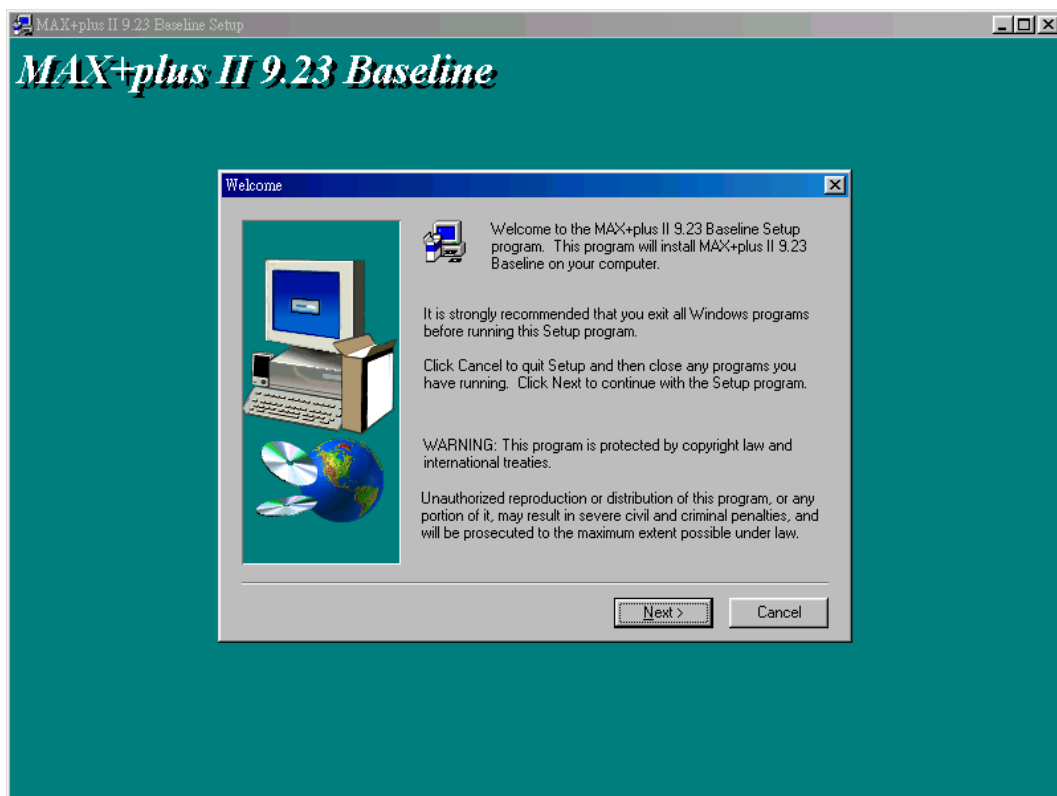 MAX+plus II 9.23 Baseline Setup
MAX+plus II 9.23 Baseline
Welcome
Welcome to the MAX+plus II 9.23 Baseline Setup
program. This program will install MAX+plus II 9.23
Baseline on your computer.
It is strongly recommended that you exit all Windows programs
before running this Setup program.
Click Cancel to quit Setup and then close any programs you
have running. Click Next to continue with the Setup program.
WARNING: This program is protected by copyright law and
international treaties.
Unauthorized reproduction or distribution of this program, or any
portion of it, may result in severe civil and criminal penalties, and
will be prosecuted to the maximum extent possible under law.
Next >
Cancel